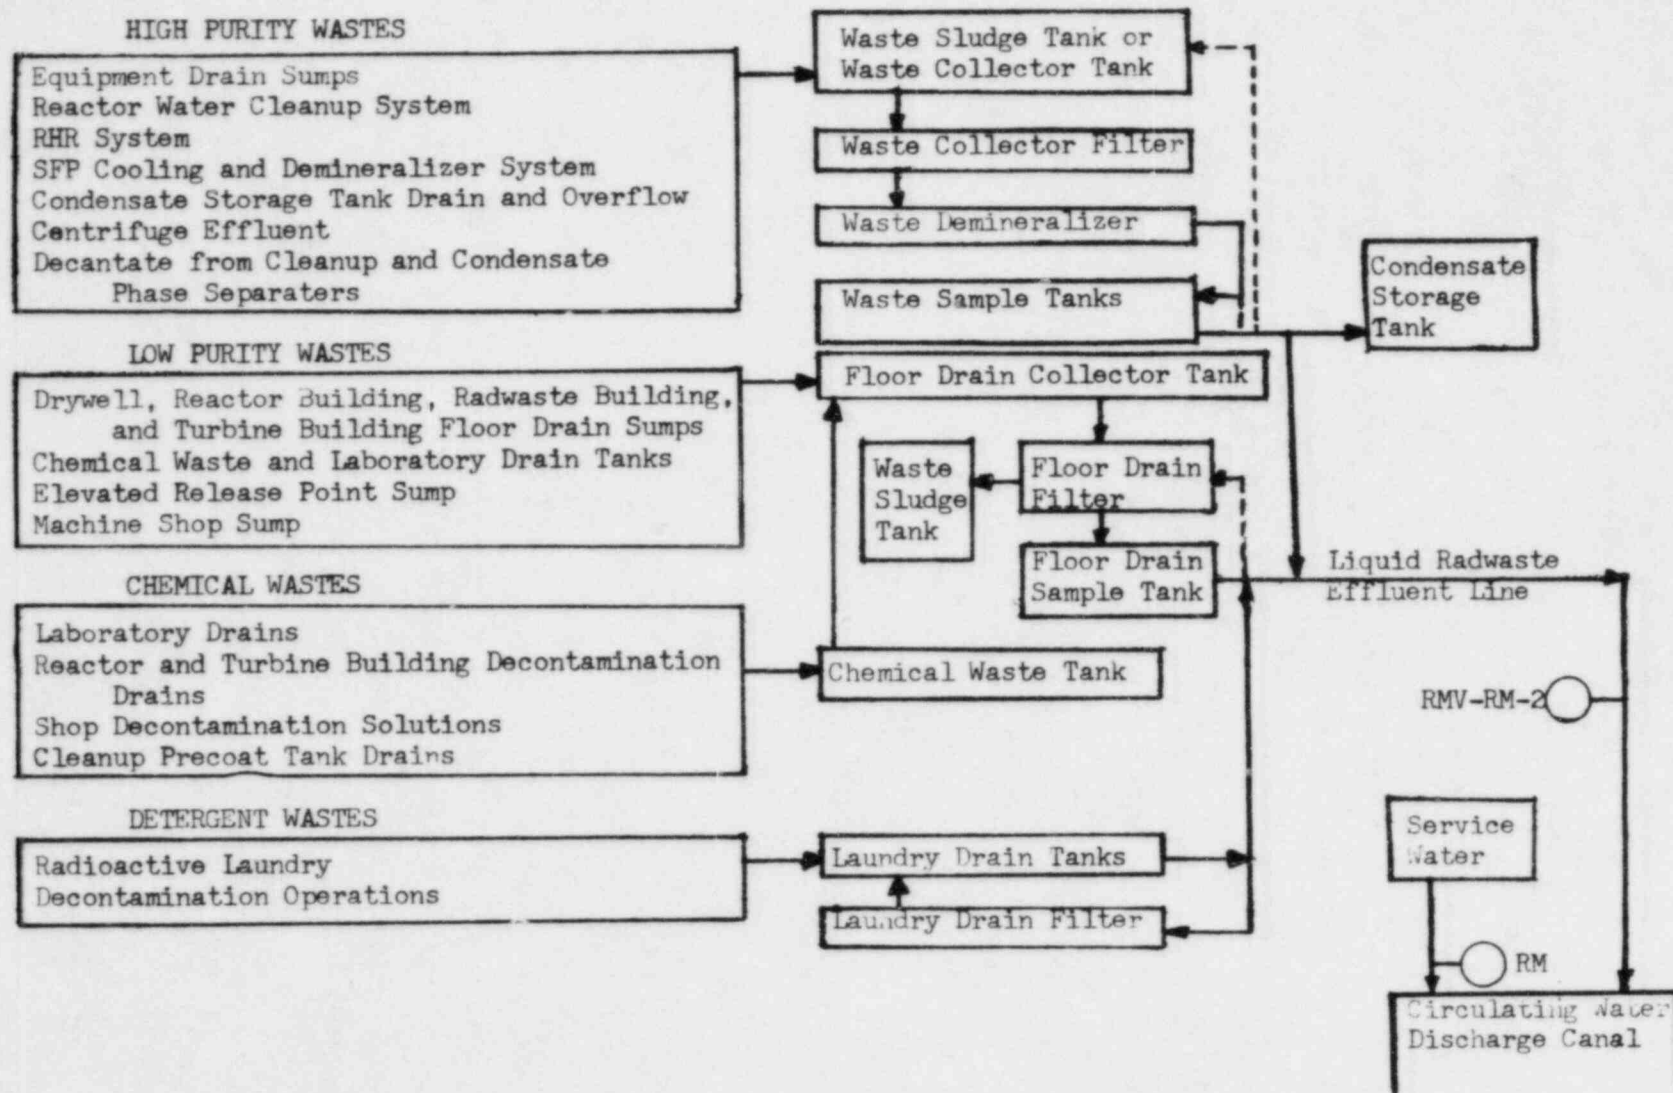 HIGH PURITY WASTES
Equipment Drain Sumps
Reactor Water Cleanup System
RHR System
SFP Cooling and Demineralizer System
Condensate Storage Tank Drain and Overflow
Centrifuge Effluent
Decantate from Cleanup and Condensate
Phase Separaters
LOW PURITY WASTES
Drywell, Reactor Building, Radwaste Building,
and Turbine Building Floor Drain Sumps
Chemical Waste and Laboratory Drain Tanks
Elevated Release Point Sump
Machine Shop Sump
CHEMICAL WASTES
Laboratory Drains
Reactor and Turbine Building Decontamination
Drains
Shop Decontamination Solutions
Cleanup Precoat Tank Drains
DETERGENT WASTES
Radioactive Laundry
Decontamination Operations
Waste Sludge Tank or
Waste Collector Tank
Waste Collector Filter
Waste Demineralizer
Waste Sample Tanks
Condensate
Storage
Tank
Floor Drain Collector Tank
Waste
Sludge
Tank
Floor Drain
Filter
Floor Drain
Sample Tank
Liquid Radwaste
Effluent Line
Chemical Waste Tank
RMV-RM-2
Laundry Drain Tanks
Laundry Drain Filter
Service
Water
RM
Circulating Water
Discharge Canal